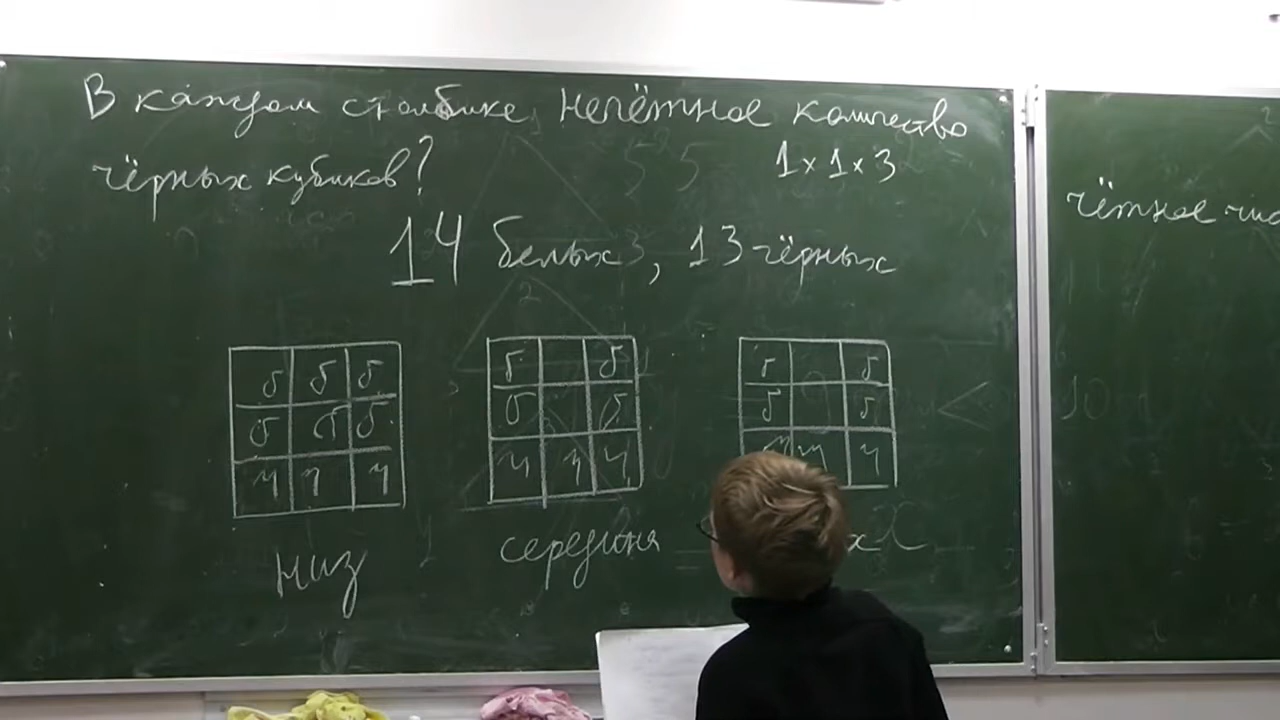 В каждом столбике нечётное количество
чёрных кубиков?
1×1×3
14 белых, 13 чёрных
чётное
б б б
б б б
ч ч ч
низ
б б
б б
ч ч ч
середина
б б
б б
ч ч ч
х